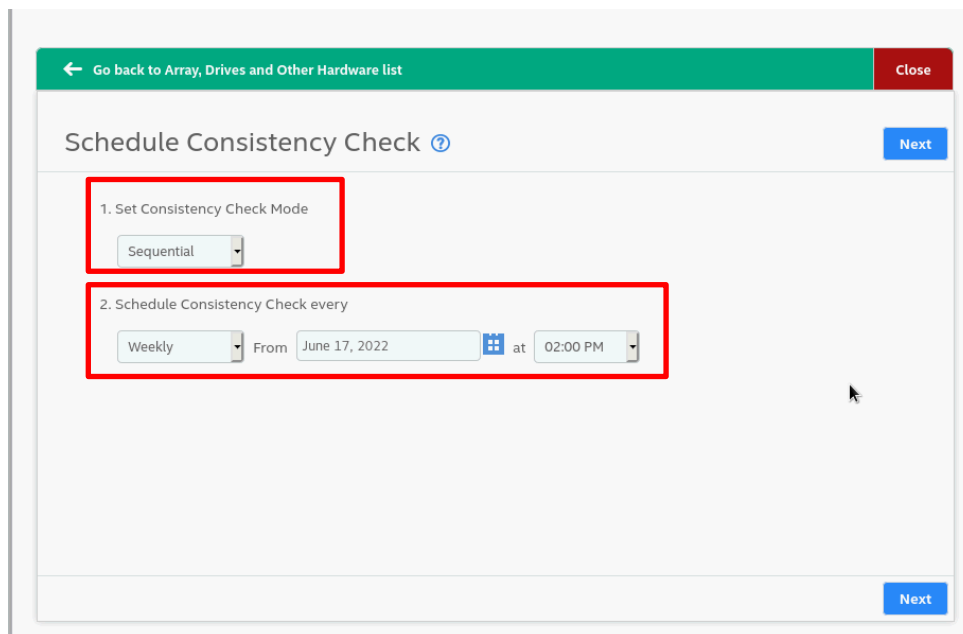 Go back to Array, Drives and Other Hardware list Close
Schedule Consistency Check ? Next
1. Set Consistency Check Mode
Sequential
2. Schedule Consistency Check every
Weekly From June 17, 2022 at 02:00 PM
Next